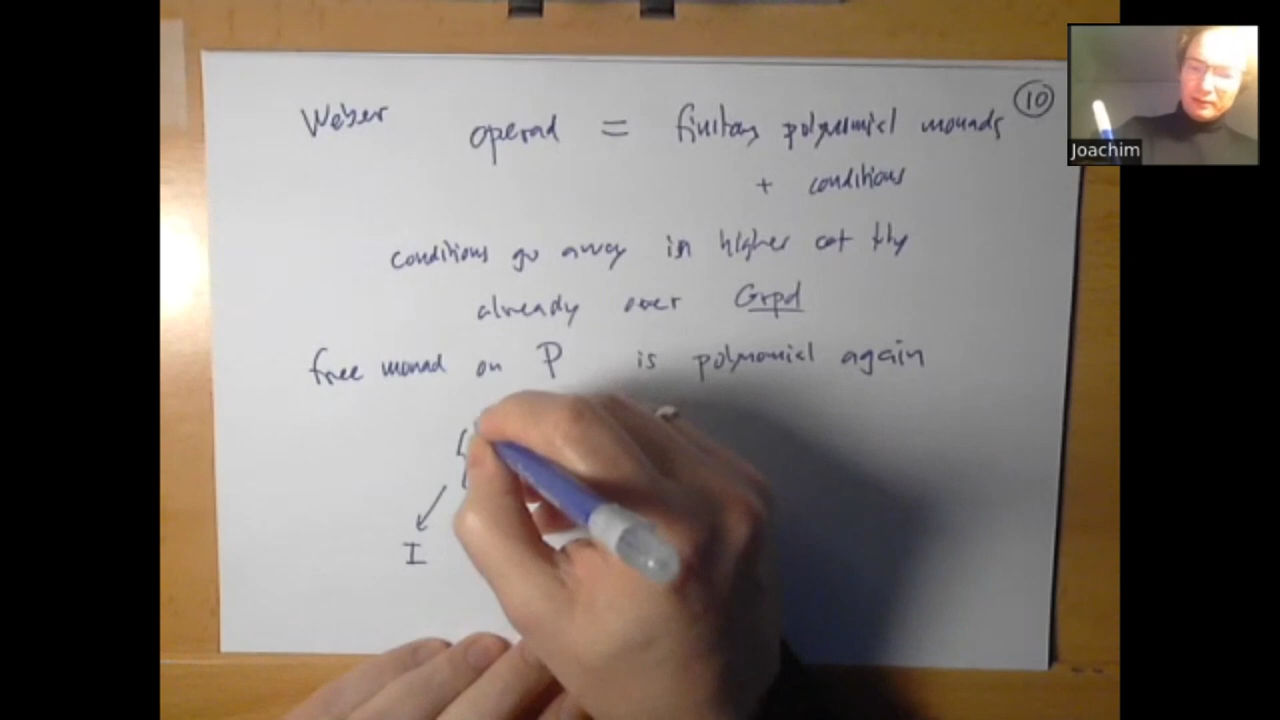 Weber operad = finitary polynomial monads ⑩
+ conditions
conditions go away in higher cat thy
already over Grpd
free monad on P is polynomial again
{
I
Joachim